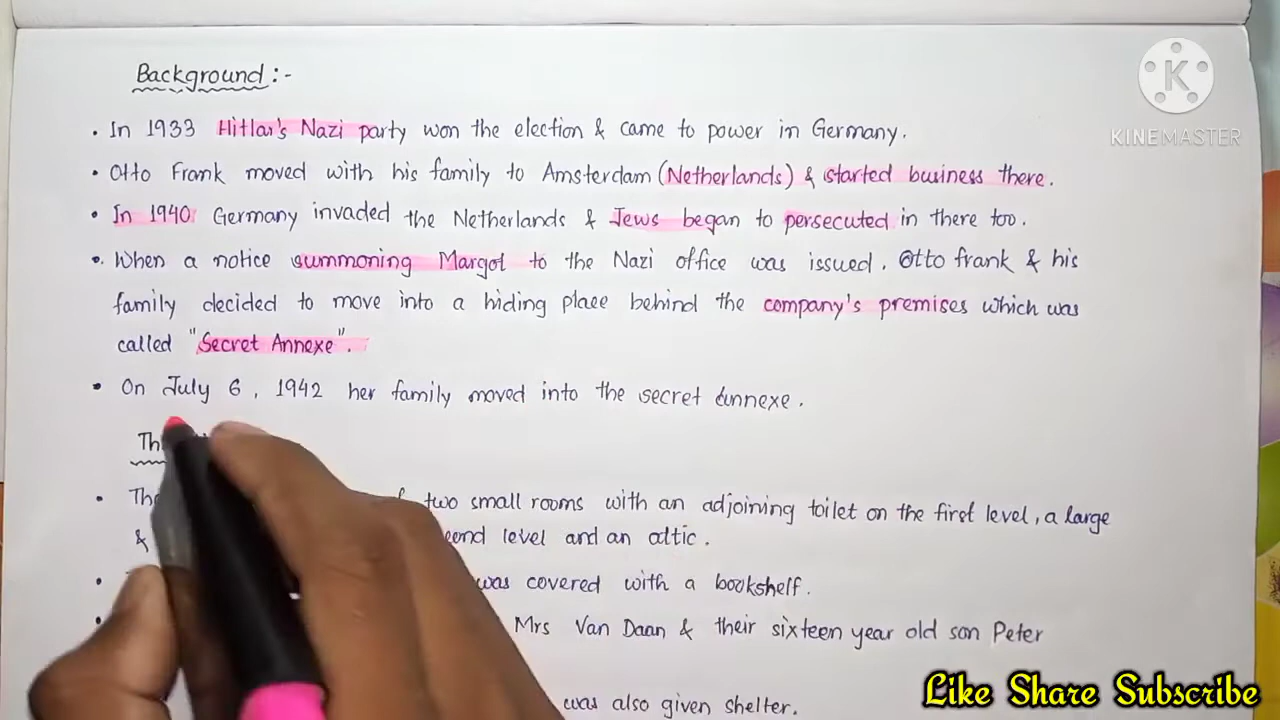 Background :-
. In 1933 Hitlar's Nazi party won the election & came to power in Germany.
• Otto Frank moved with his family to Amsterdam (Netherlands) & started business there.
• In 1940 Germany invaded the Netherlands & Jews began to persecuted in there too.
• When a notice summoning Margot to the Nazi office was issued. Otto frank & his
family decided to move into a hiding place behind the company's premises which was
called "Secret Annexe".
• On July 6, 1942 her family moved into the secret Annexe.
two small rooms with an adjoining toilet on the first level, a large
& level and an attic.
was covered with a bookshelf.
Mrs Van Daan & their sixteen year old son Peter
was also given shelter.
KINEMASTER
Like Share Subscribe